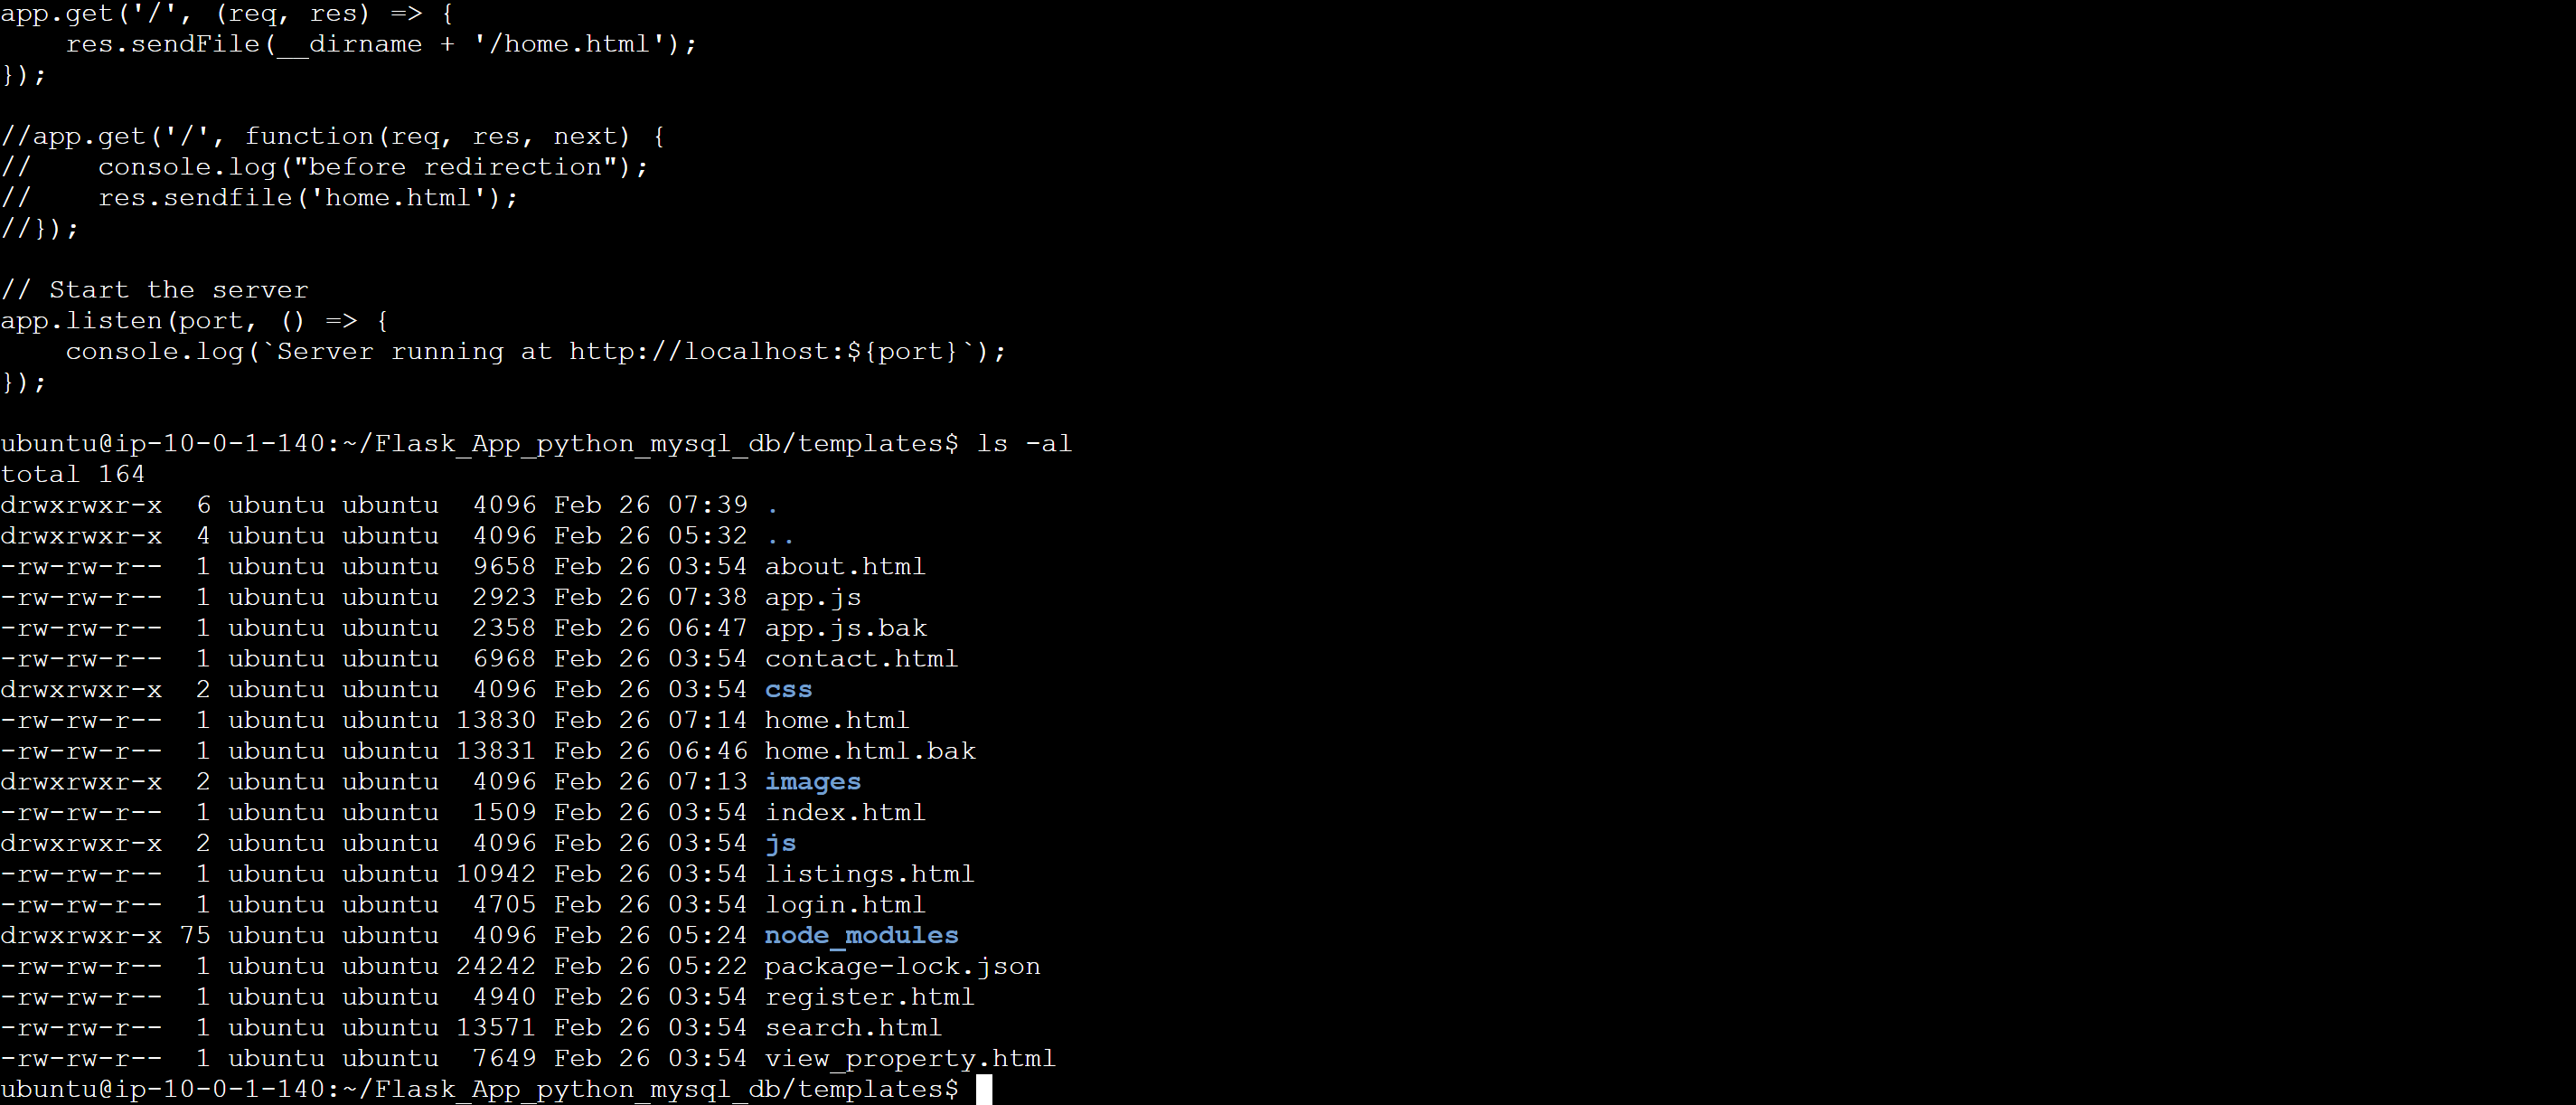 app.get('/', (req, res) => {
    res.sendFile(__dirname + '/home.html');
});

//app.get('/', function(req, res, next) {
//    console.log("before redirection");
//    res.sendfile('home.html');
//});

// Start the server
app.listen(port, () => {
    console.log(`Server running at http://localhost:${port}`);
});

ubuntu@ip-10-0-1-140:~/Flask_App_python_mysql_db/templates$ ls -al
total 164
drwxrwxr-x  6 ubuntu ubuntu  4096 Feb 26 07:39 .
drwxrwxr-x  4 ubuntu ubuntu  4096 Feb 26 05:32 ..
-rw-rw-r--  1 ubuntu ubuntu  9658 Feb 26 03:54 about.html
-rw-rw-r--  1 ubuntu ubuntu  2923 Feb 26 07:38 app.js
-rw-rw-r--  1 ubuntu ubuntu  2358 Feb 26 06:47 app.js.bak
-rw-rw-r--  1 ubuntu ubuntu  6968 Feb 26 03:54 contact.html
drwxrwxr-x  2 ubuntu ubuntu  4096 Feb 26 03:54 css
-rw-rw-r--  1 ubuntu ubuntu 13830 Feb 26 07:14 home.html
-rw-rw-r--  1 ubuntu ubuntu 13831 Feb 26 06:46 home.html.bak
drwxrwxr-x  2 ubuntu ubuntu  4096 Feb 26 07:13 images
-rw-rw-r--  1 ubuntu ubuntu  1509 Feb 26 03:54 index.html
drwxrwxr-x  2 ubuntu ubuntu  4096 Feb 26 03:54 js
-rw-rw-r--  1 ubuntu ubuntu 10942 Feb 26 03:54 listings.html
-rw-rw-r--  1 ubuntu ubuntu  4705 Feb 26 03:54 login.html
drwxrwxr-x 75 ubuntu ubuntu  4096 Feb 26 05:24 node_modules
-rw-rw-r--  1 ubuntu ubuntu 24242 Feb 26 05:22 package-lock.json
-rw-rw-r--  1 ubuntu ubuntu  4940 Feb 26 03:54 register.html
-rw-rw-r--  1 ubuntu ubuntu 13571 Feb 26 03:54 search.html
-rw-rw-r--  1 ubuntu ubuntu  7649 Feb 26 03:54 view_property.html
ubuntu@ip-10-0-1-140:~/Flask_App_python_mysql_db/templates$